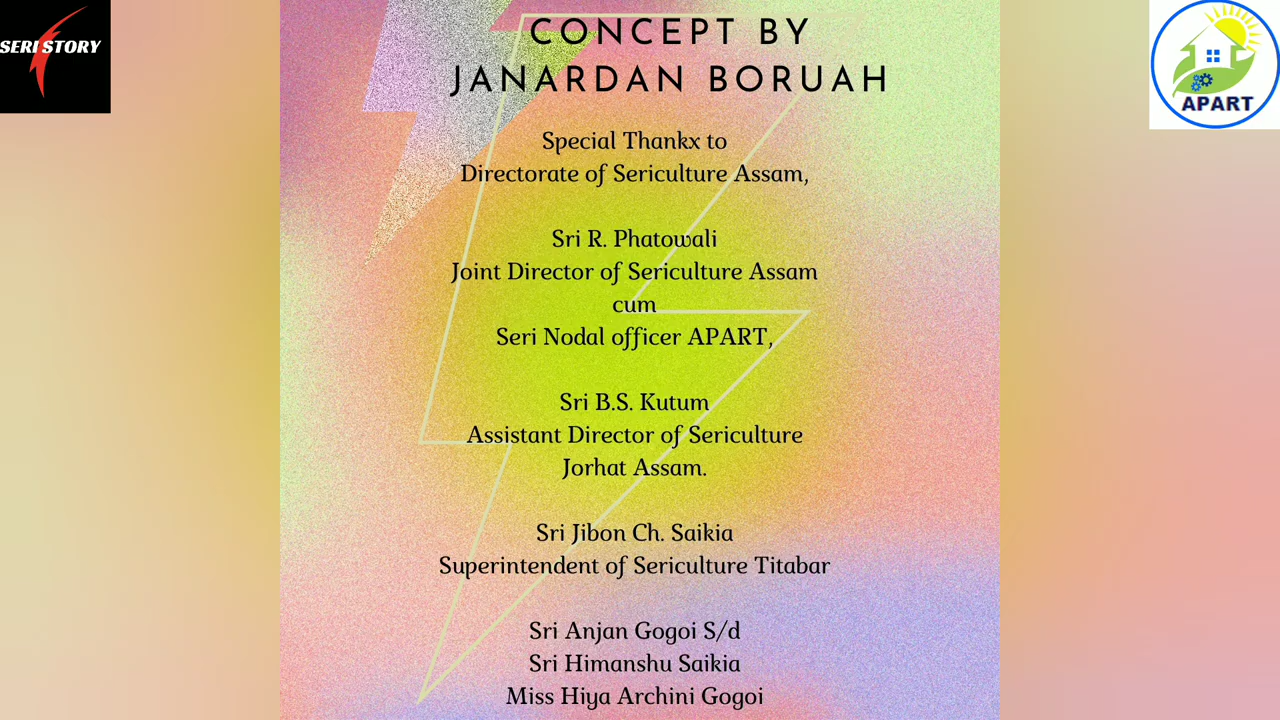 SERI STORY
APART
CONCEPT BY
JANARDAN BORUAH
Special Thankx to
Directorate of Sericulture Assam,
Sri R. Phatowali
Joint Director of Sericulture Assam
cum
Seri Nodal officer APART,
Sri B.S. Kutum
Assistant Director of Sericulture
Jorhat Assam.
Sri Jibon Ch. Saikia
Superintendent of Sericulture Titabar
Sri Anjan Gogoi S/d
Sri Himanshu Saikia
Miss Hiya Archini Gogoi